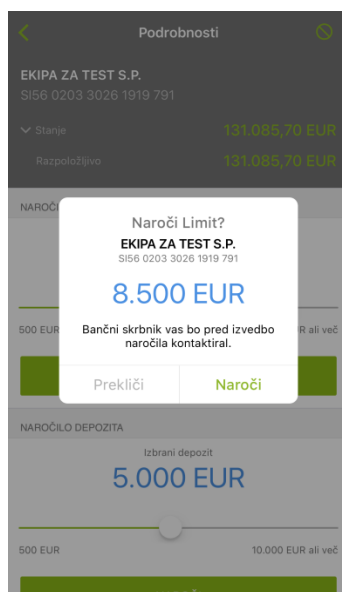 Podrobnosti
EKIPA ZA TEST S.P.
SI56 0203 3026 1919 791
Stanje
131.085,70 EUR
Razpoložljivo
131.085,70 EUR
Naroči Limit?
EKIPA ZA TEST S.P.
SI56 0203 3026 1919 791
8.500 EUR
500 EUR
ali več
Bančni skrbnik vas bo pred izvedbo
naročila kontaktiral.
Prekliči
Naroči
NAROČILO DEPOZITA
Izbrani depozit
5.000 EUR
500 EUR
10.000 EUR ali več